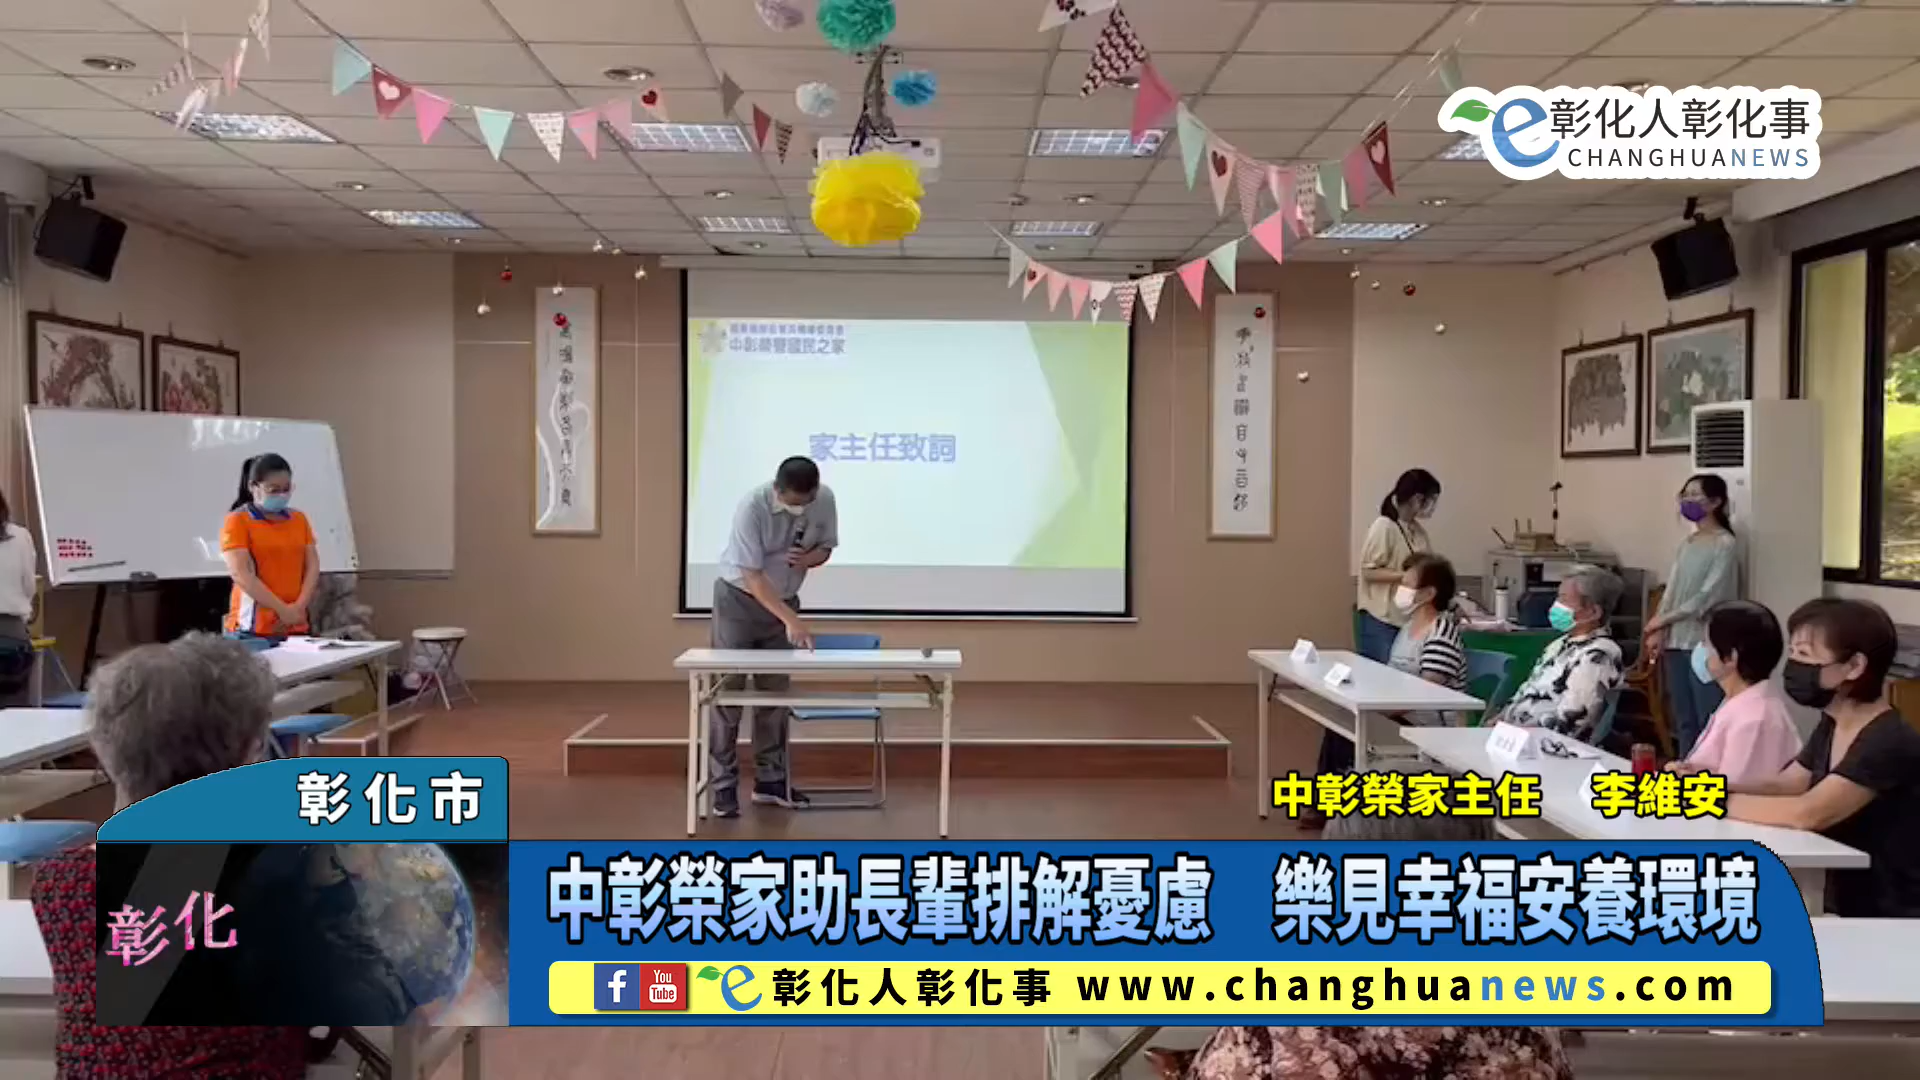 彰化人彰化事
CHANGHUANEWS
中彰榮譽國民之家
家主任致詞
彰化市
中彰榮家主任 李維安
彰化
中彰榮家助長輩排解憂慮 樂見幸福安養環境
f You Tube e 彰化人彰化事 www.changhuanews.com